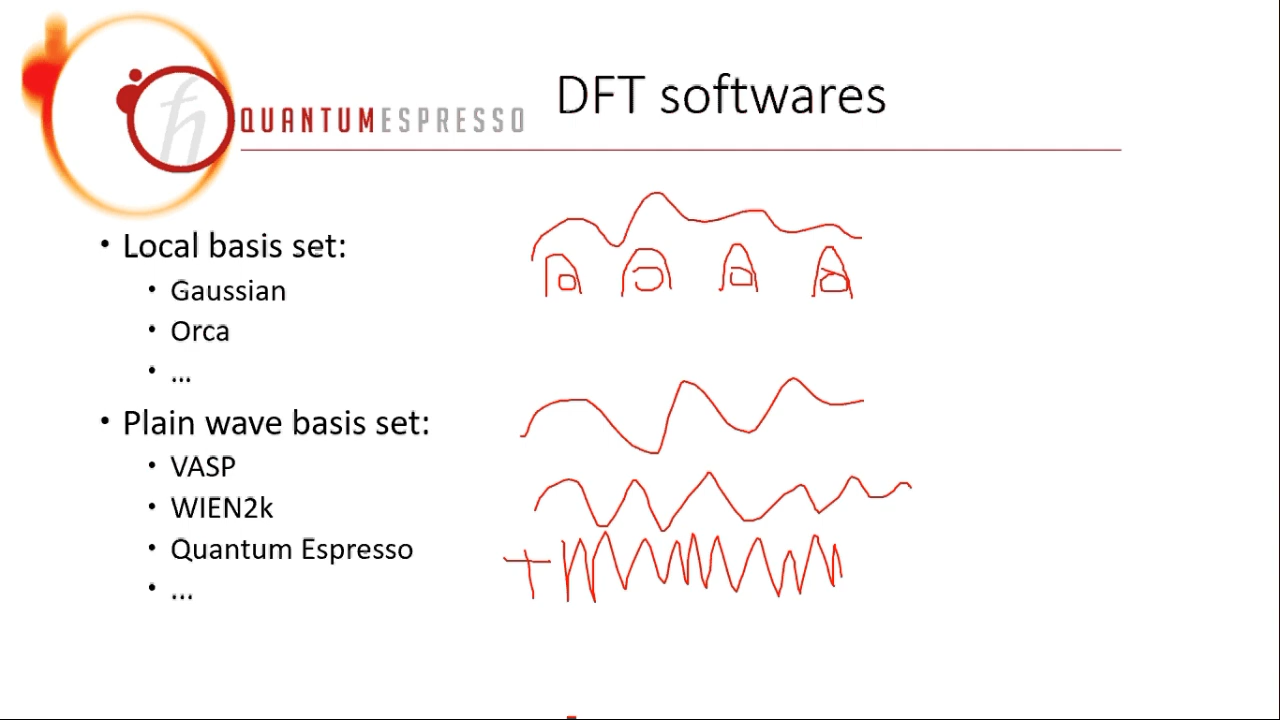 DFT softwares
QUANTUMESPRESSO
• Local basis set:
• Gaussian
• Orca
• ...
• Plain wave basis set:
• VASP
• WIEN2k
• Quantum Espresso
• ...